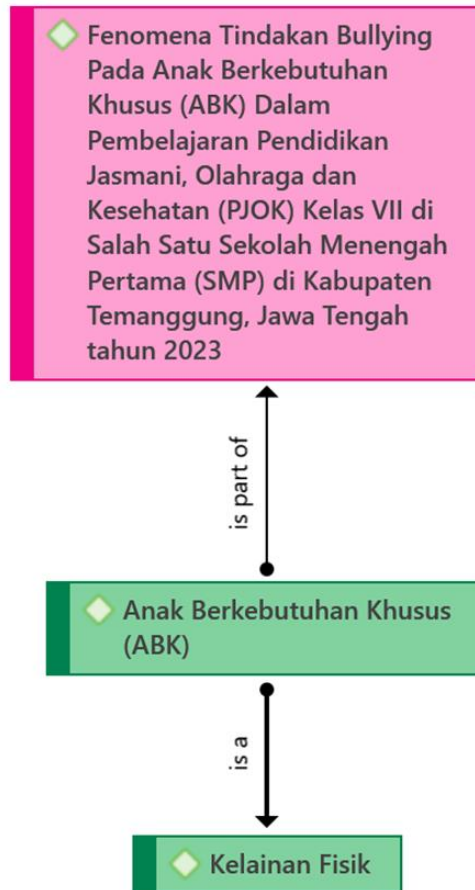 Fenomena Tindakan Bullying
Pada Anak Berkebutuhan
Khusus (ABK) Dalam
Pembelajaran Pendidikan
Jasmani, Olahraga dan
Kesehatan (PJOK) Kelas VII di
Salah Satu Sekolah Menengah
Pertama (SMP) di Kabupaten
Temanggung, Jawa Tengah
tahun 2023
is part of
Anak Berkebutuhan Khusus
(ABK)
is a
Kelainan Fisik